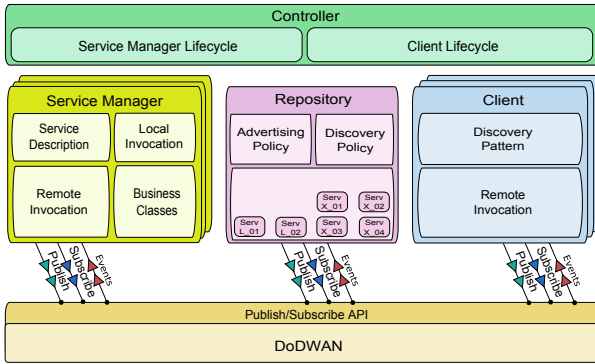 Controller
Service Manager Lifecycle
Client Lifecycle
Service Manager
Service
Description
Local
Invocation
Remote
Invocation
Business
Classes
Repository
Advertising
Policy
Discovery
Policy
Serv
X_01
Serv
X_02
Serv
L_01
Serv
L_02
Serv
X_03
Serv
X_04
Client
Discovery
Pattern
Remote
Invocation
Publish
Subscribe
Events
Publish
Subscribe
Events
Publish
Subscribe
Events
Publish/Subscribe API
DoDWAN